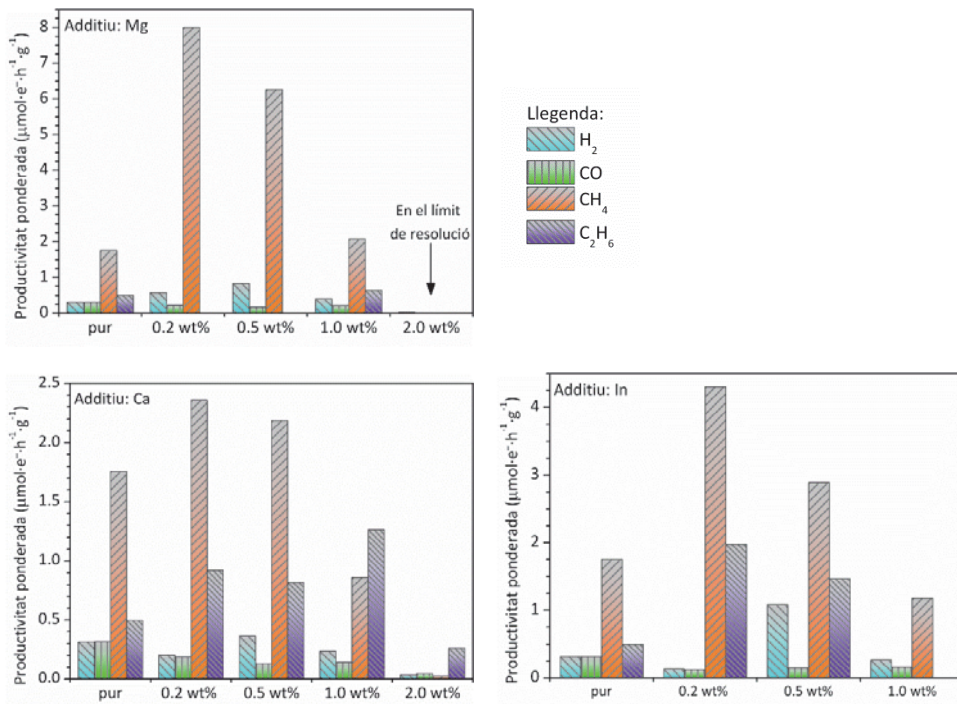 Additiu: Mg
Productivitat ponderada (μmol·e⁻·h⁻¹·g⁻¹)
8
7
6
5
4
3
2
1
0
En el límit
de resolució
pur
0.2 wt%
0.5 wt%
1.0 wt%
2.0 wt%
Llegenda:
H₂
CO
CH₄
C₂H₆
Additiu: Ca
Productivitat ponderada (μmol·e⁻·h⁻¹·g⁻¹)
2.5
2.0
1.5
1.0
0.5
0.0
pur
0.2 wt%
0.5 wt%
1.0 wt%
2.0 wt%
Additiu: In
Productivitat ponderada (μmol·e⁻·h⁻¹·g⁻¹)
4
3
2
1
0
pur
0.2 wt%
0.5 wt%
1.0 wt%